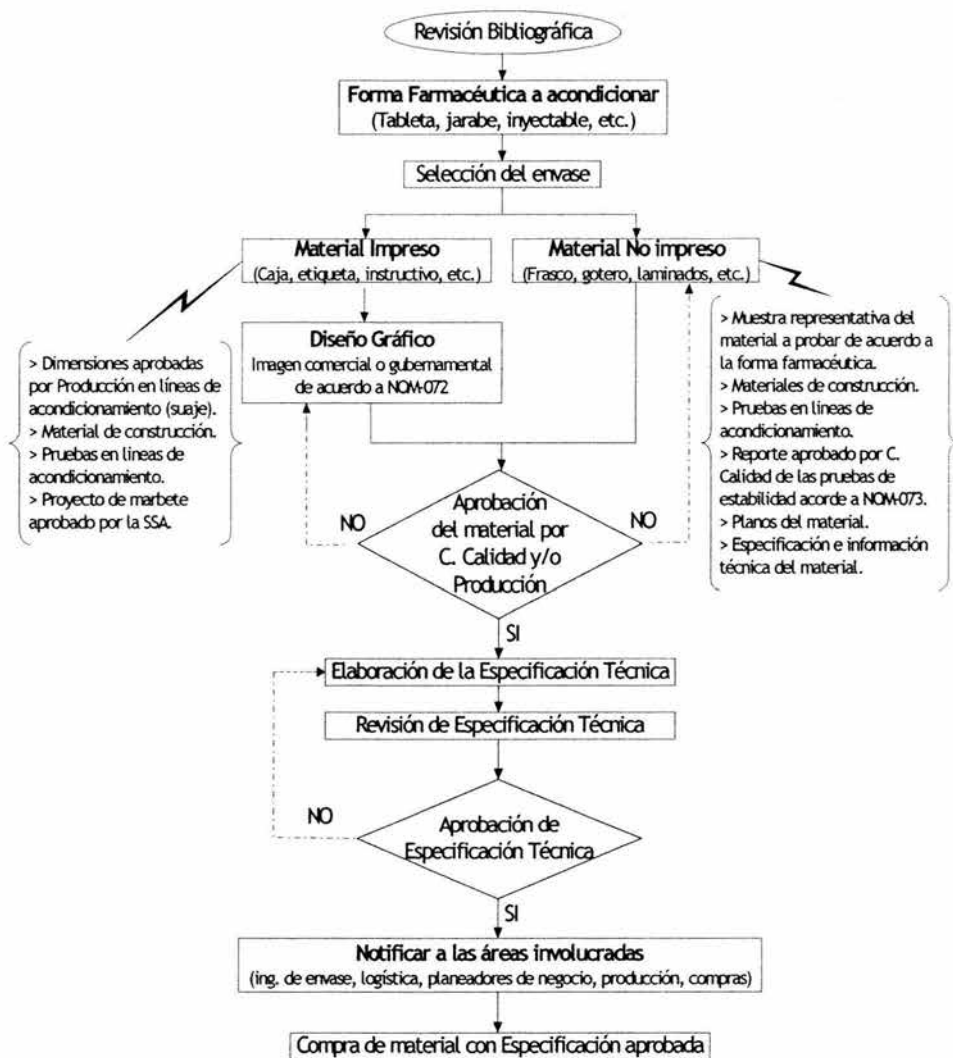 Revisión Bibliográfica
Forma Farmacéutica a acondicionar
(Tableta, jarabe, inyectable, etc.)
Selección del envase
Material Impreso
(Caja, etiqueta, instructivo, etc.)
Material No impreso
(Frasco, gotero, laminados, etc.)
Diseño Gráfico
Imagen comercial o gubernamental
de acuerdo a NOM-072
> Dimensiones aprobadas
por Producción en líneas de
acondicionamiento (suaje).
> Material de construcción.
> Pruebas en lineas de
acondicionamiento.
> Proyecto de marbete
aprobado por la SSA.
> Muestra representativa del
material a probar de acuerdo a
la forma farmacéutica.
> Materiales de construcción.
> Pruebas en lineas de
acondicionamiento.
> Reporte aprobado por C.
Calidad de las pruebas de
estabilidad acorde a NOM-073.
> Planos del material.
> Especificación e información
técnica del material.
NO
Aprobación
del material por
C. Calidad y/o
Producción
NO
SI
Elaboración de la Especificación Técnica
Revisión de Especificación Técnica
NO
Aprobación de
Especificación Técnica
SI
Notificar a las áreas involucradas
(ing. de envase, logística, planeadores de negocio, producción, compras)
Compra de material con Especificación aprobada